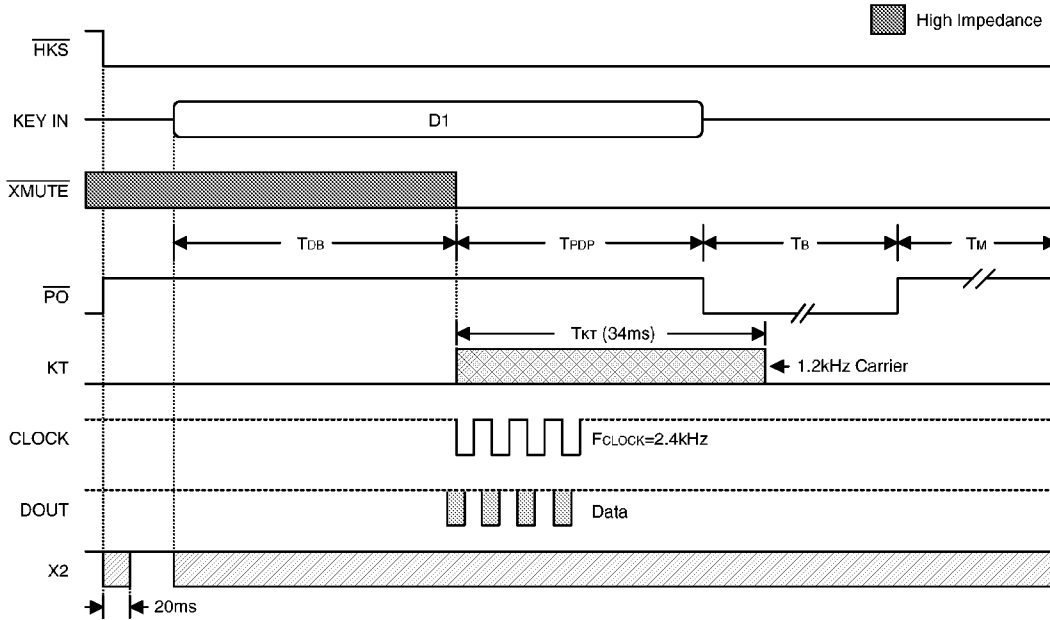 High Impedance
HKS
KEY IN
D1
XMUTE
TDB
TPDP
TB
TM
PO
TKT (34ms)
KT
1.2kHz Carrier
CLOCK
FCLOCK=2.4kHz
DOUT
Data
X2
20ms